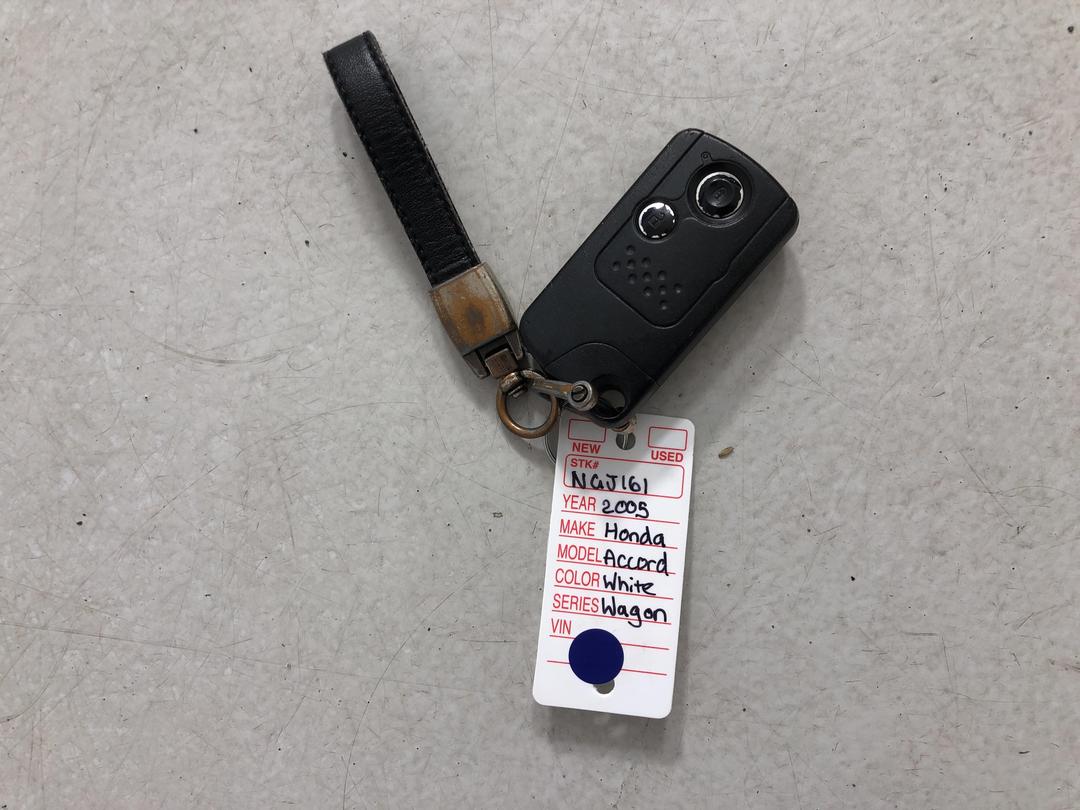 NEW USED
STK#
NGJ161
YEAR 2005
MAKE Honda
MODEL Accord
COLOR White
SERIES Wagon
VIN